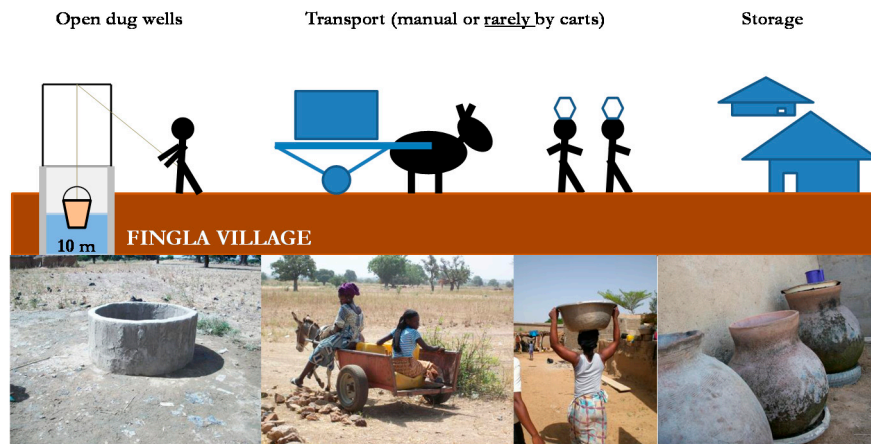 Open dug wells
Transport (manual or rarely by carts)
Storage
10 m
FINGLA VILLAGE